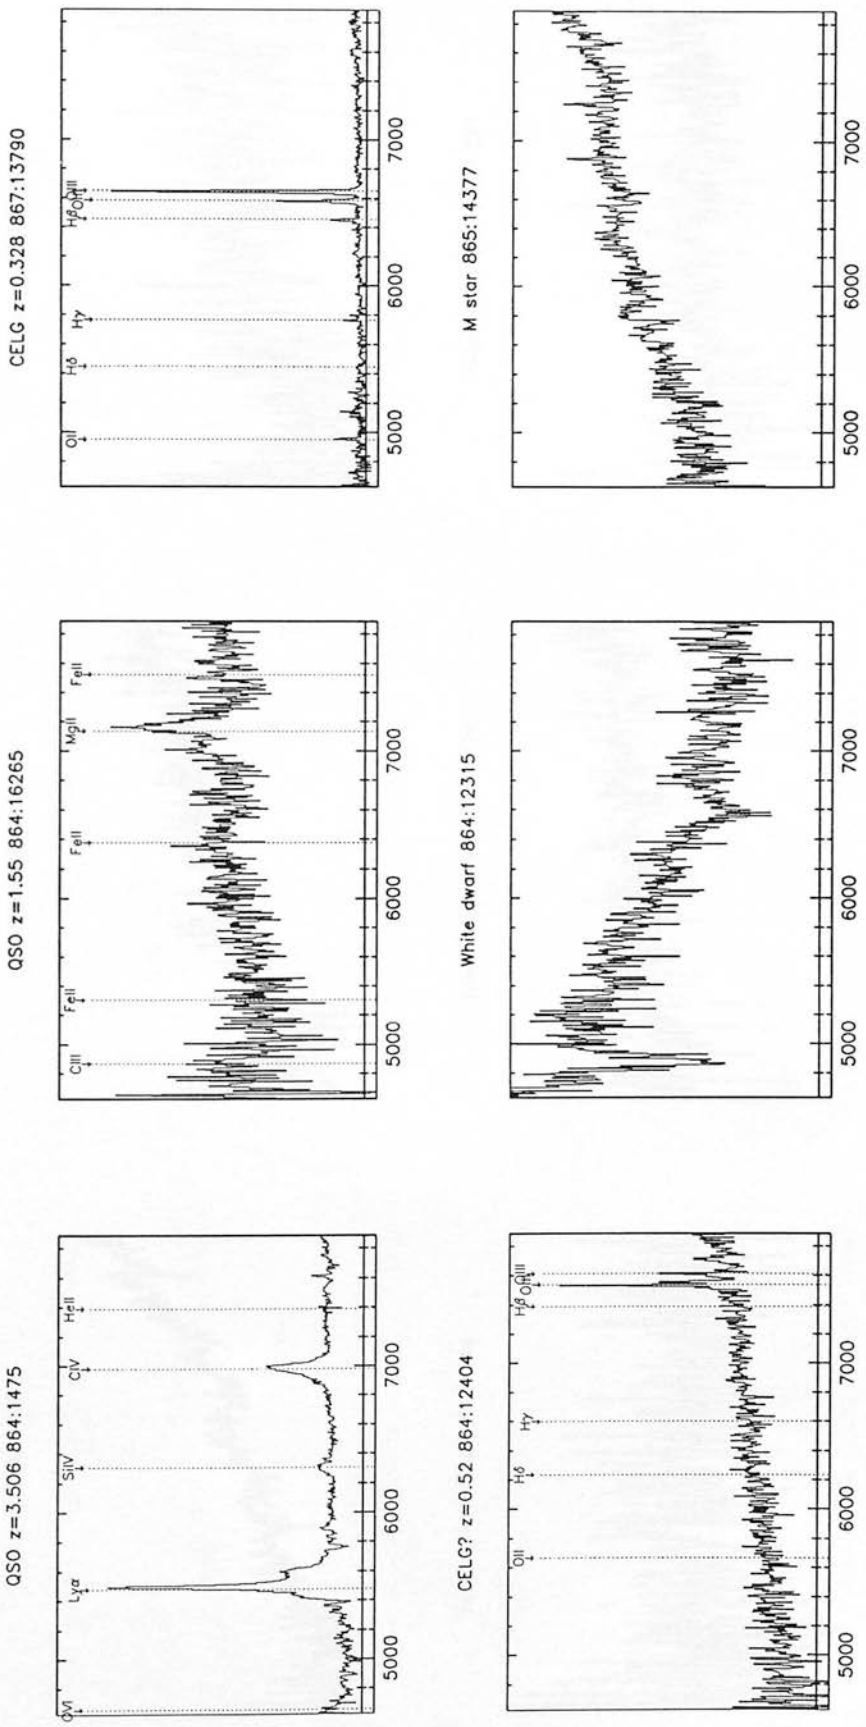 QSO z=3.506 864:1475
OVI Lyα SiIV CIV HeII
5000 6000 7000
QSO z=1.55 864:16265
CIII FeII FeII MgII FeII
5000 6000 7000
CELG z=0.328 867:13790
OII Hδ Hγ Hβ OIII OIII
5000 6000 7000
CELG? z=0.52 864:12404
OII Hδ Hγ Hβ OIII OIII
5000 6000 7000
White dwarf 864:12315
5000 6000 7000
M star 865:14377
5000 6000 7000